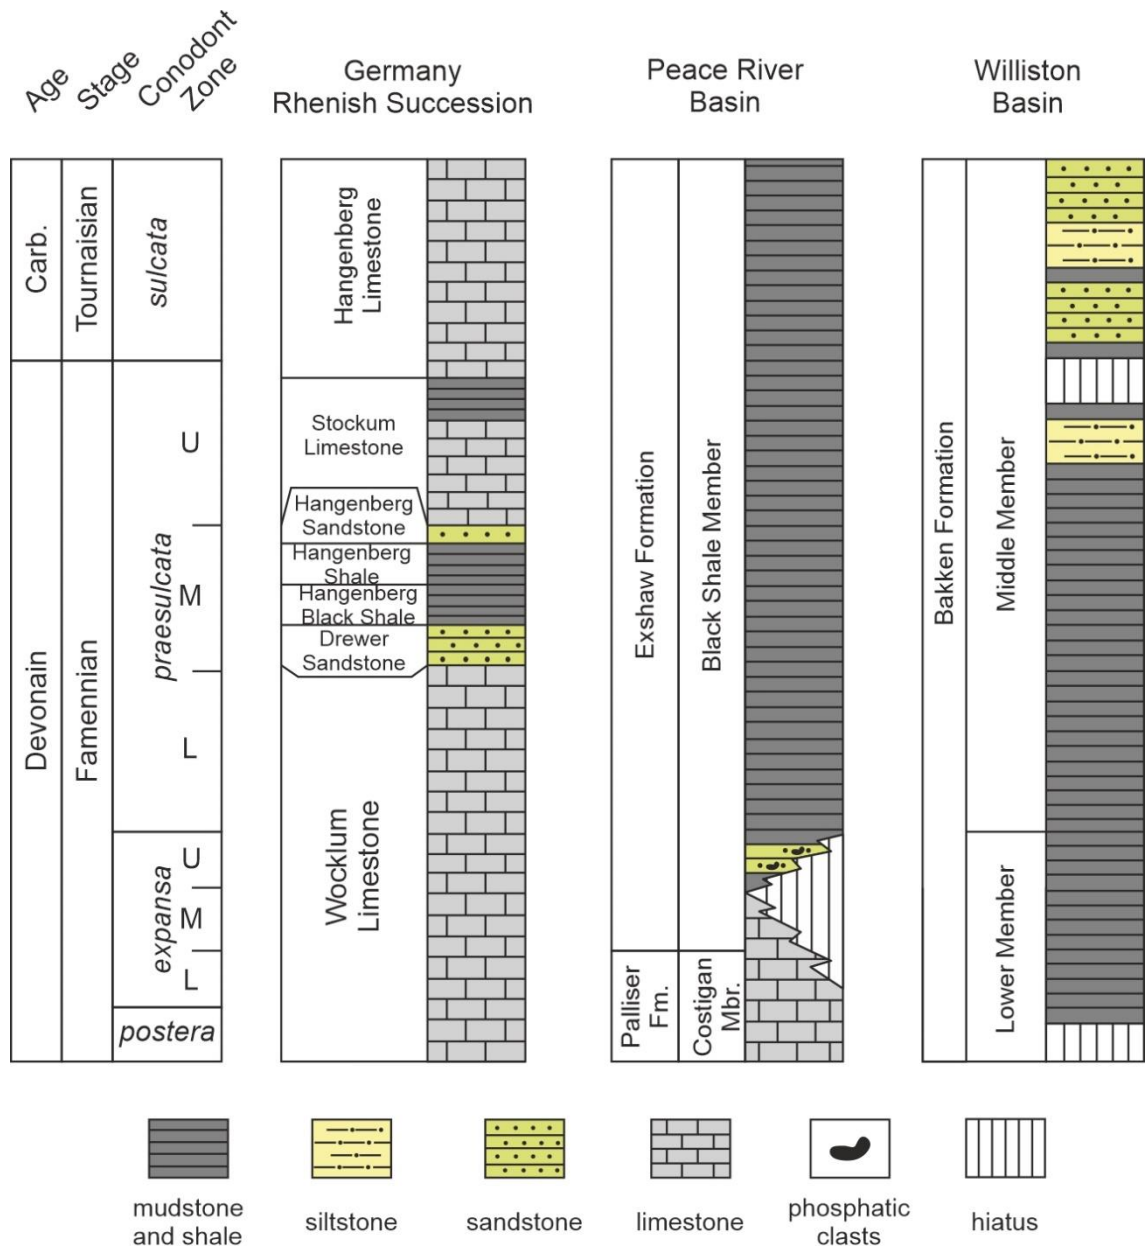 Age
Stage
Conodont
Zone
Germany
Rhenish Succession
Peace River
Basin
Williston
Basin
Carb.
Devonain
Tournaisian
Famennian
sulcata
praesulcata
U
M
L
expansa
U
M
L
postera
Hangenberg
Limestone
Stockum
Limestone
Hangenberg
Sandstone
Hangenberg
Shale
Hangenberg
Black Shale
Drewer
Sandstone
Wocklum
Limestone
Exshaw Formation
Black Shale Member
Palliser
Fm.
Costigan
Mbr.
Bakken Formation
Middle Member
Lower Member
mudstone
and shale
siltstone
sandstone
limestone
phosphatic
clasts
hiatus